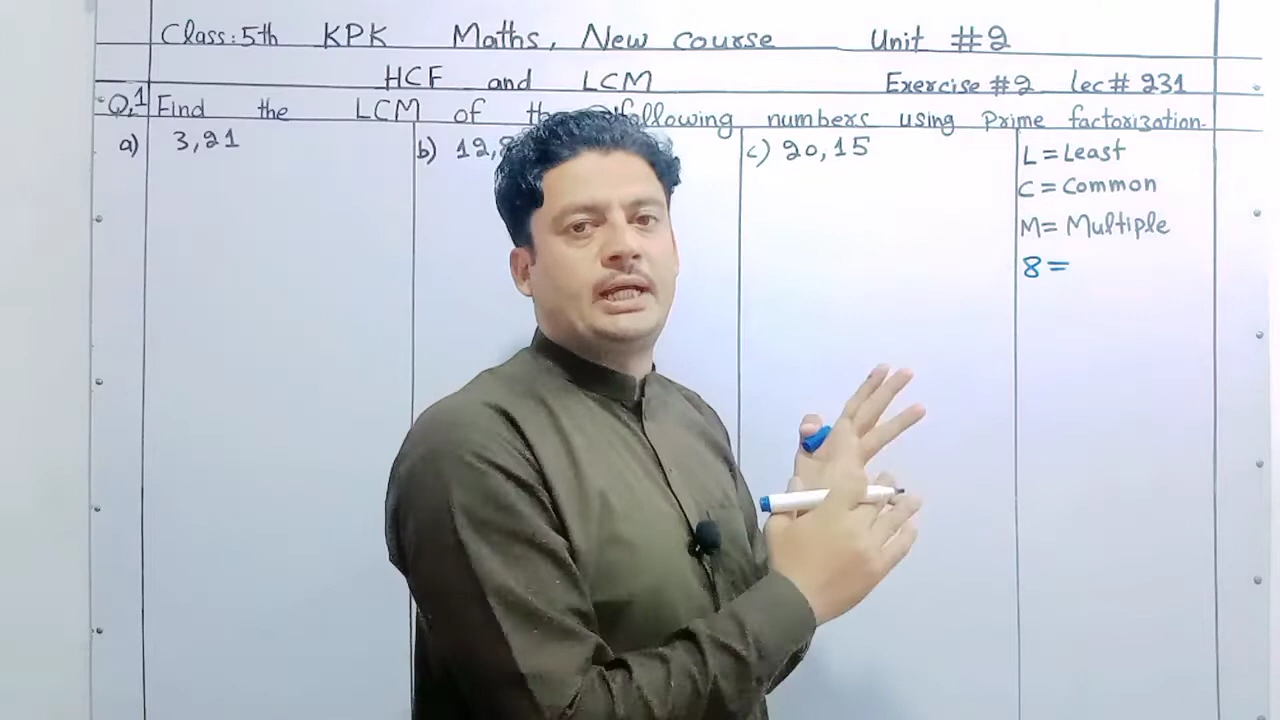 Class: 5th KPK Maths, New course Unit #2
HCF and LCM Exercise #2 lec# 231
Q.1 Find the LCM of the following numbers using Prime factorization.
a) 3,21 b) 12, c) 20,15
L = Least
C = Common
M = Multiple
8 =